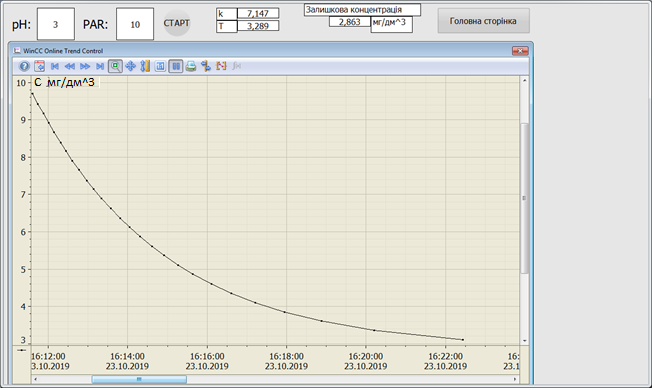 pH: 3 PAR: 10 СТАРТ k 7,147 Залишкова концентрація
T 3,289 2,863 мг/дм^3 Головна сторінка
WinCC Online Trend Control
С мг/дм^3
10
9
8
7
6
5
4
3
16:12:00 16:14:00 16:16:00 16:18:00 16:20:00 16:22:00 16:
3.10.2019 23.10.2019 23.10.2019 23.10.2019 23.10.2019 23.10.2019 23.1